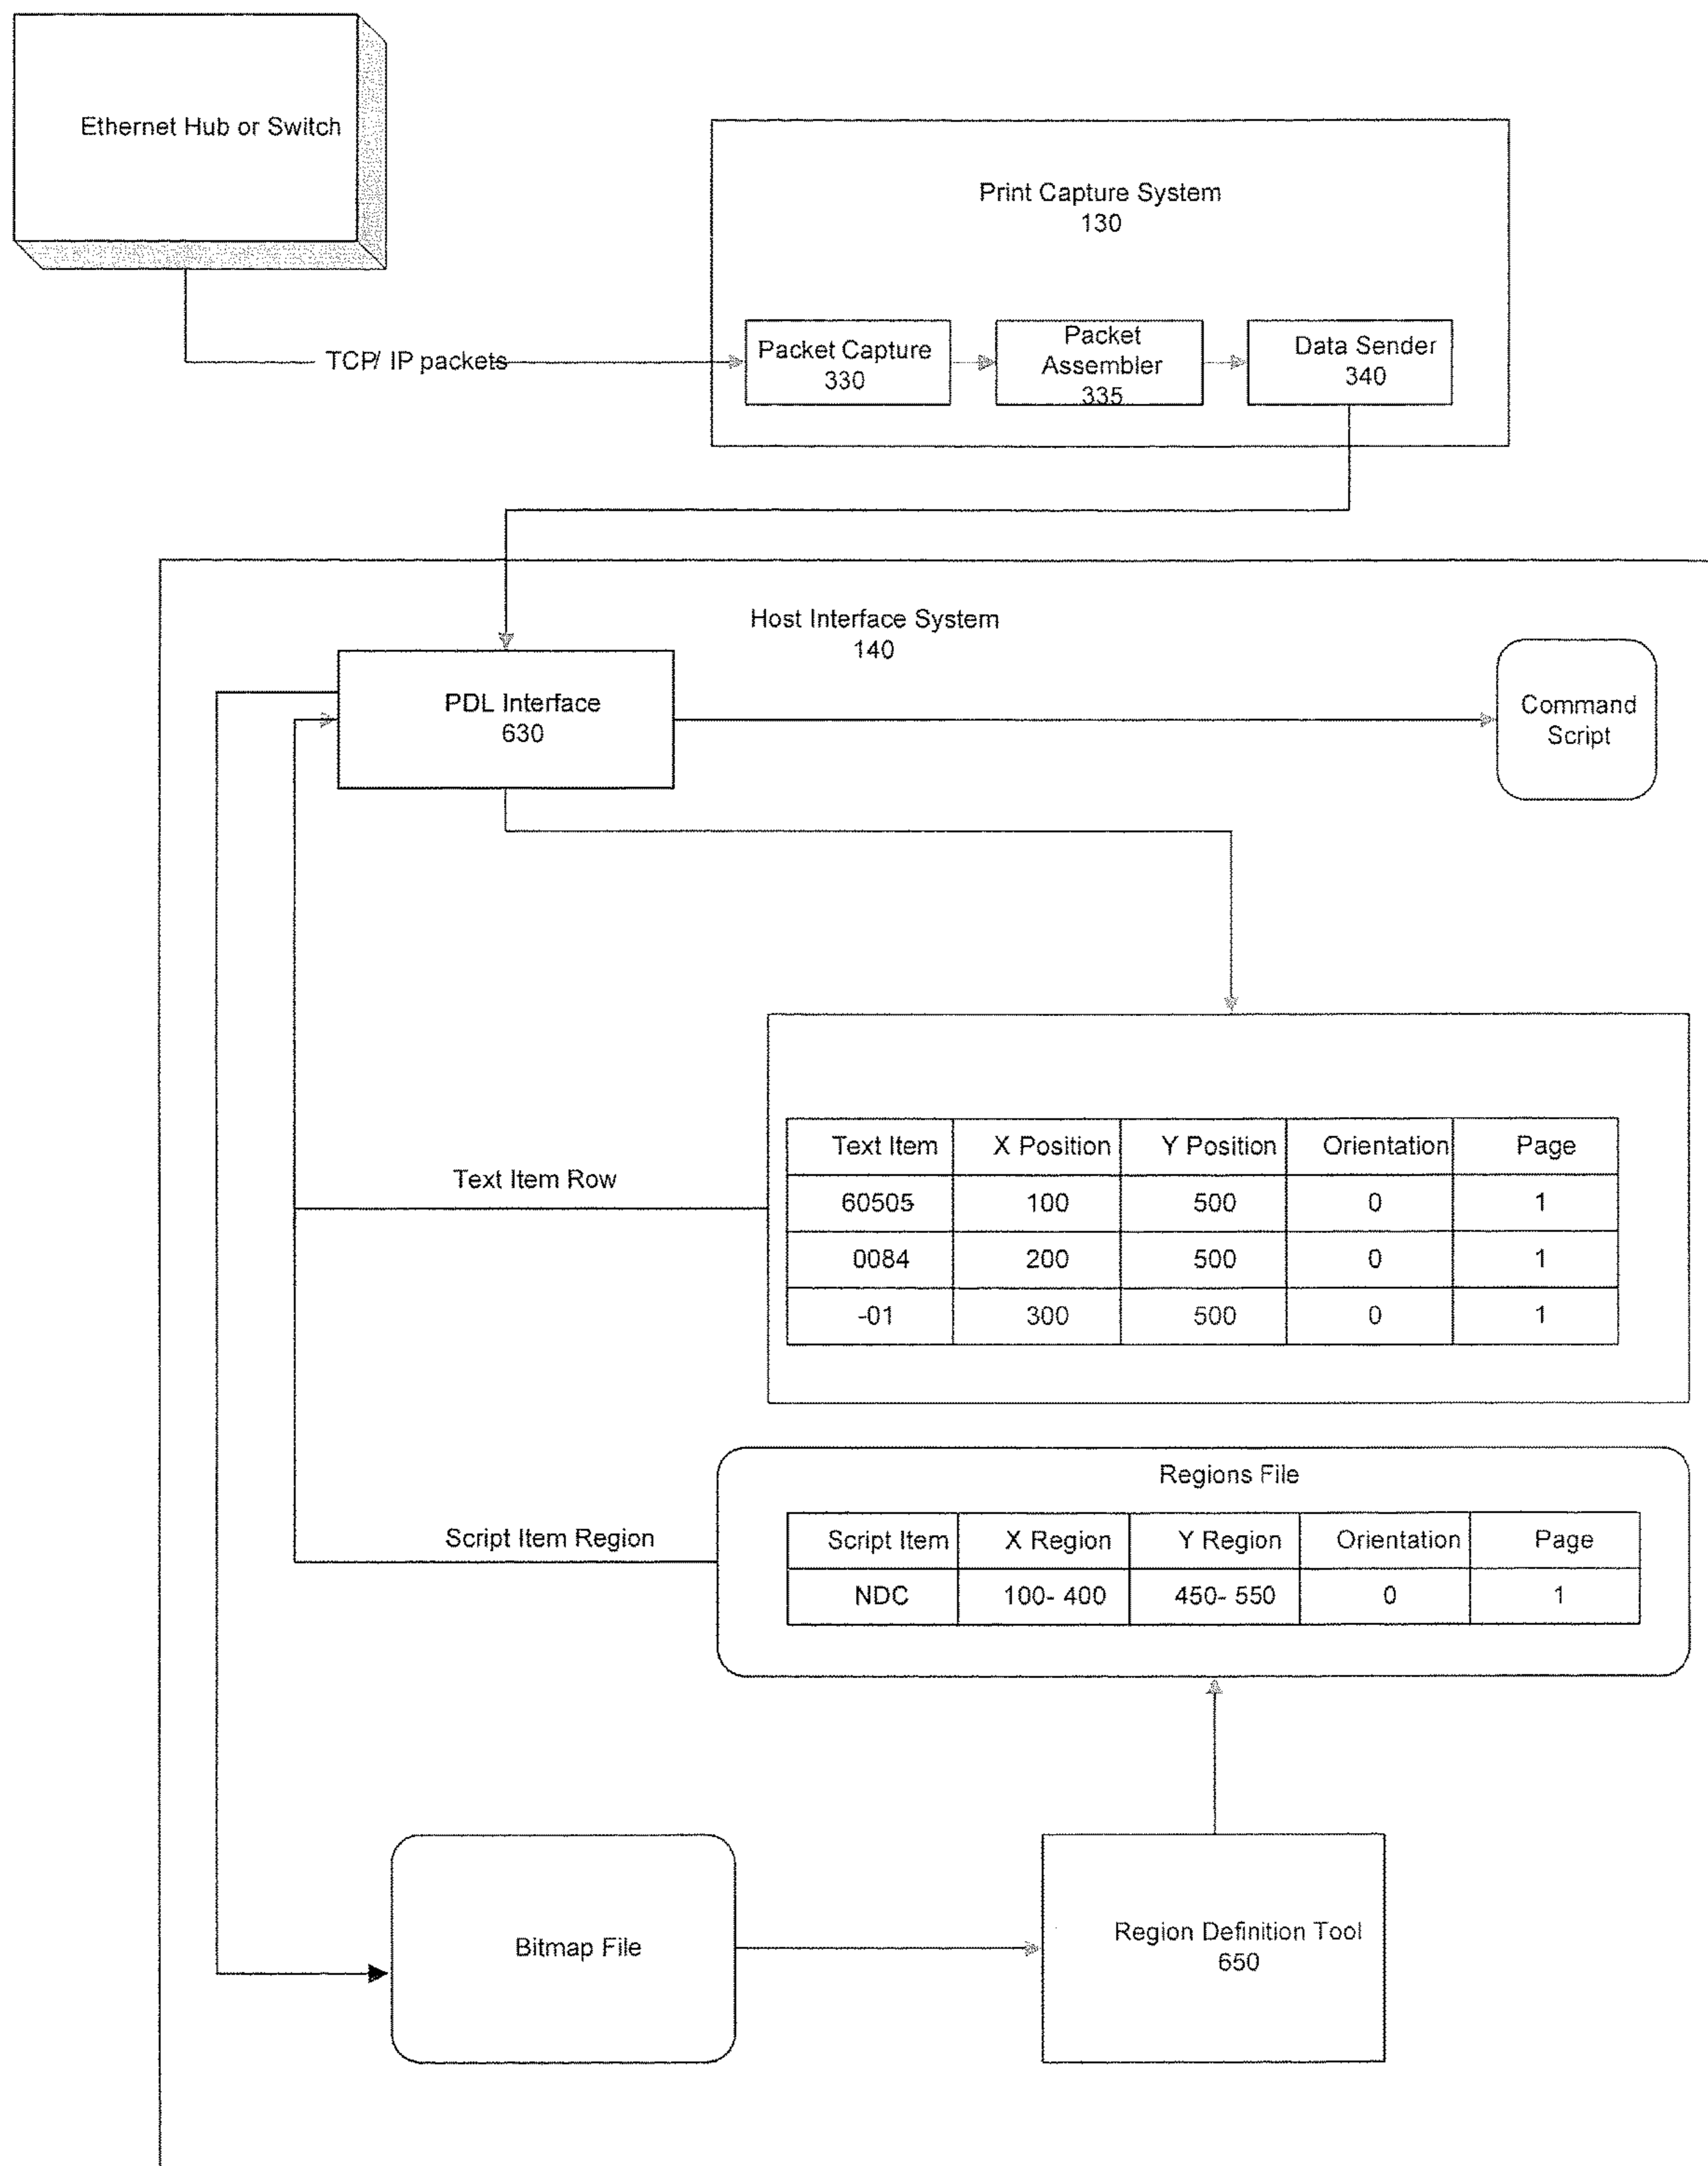 Ethernet Hub or Switch
Print Capture System
130
TCP/ IP packets
Packet Capture
330
Packet
Assembler
335
Data Sender
340
Host Interface System
140
PDL Interface
630
Command
Script
Text Item Row
Text Item X Position Y Position Orientation Page
60505- 100 500 0 1
0084 200 500 0 1
-01 300 500 0 1
Regions File
Script Item Region
Script Item X Region Y Region Orientation Page
NDC 100- 400 450- 550 0 1
Bitmap File
Region Definition Tool
650